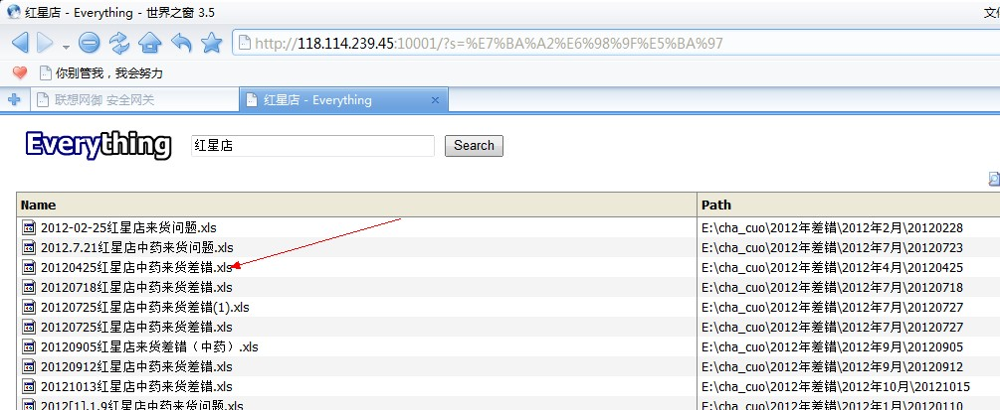 红星店 - Everything - 世界之窗 3.5
http://118.114.239.45:10001/?s=%E7%BA%A2%E6%98%9F%E5%BA%97
你别管我，我会努力
联想网御 安全网关
红星店 - Everything
Everything
红星店
Search
Name Path
2012-02-25红星店来货问题.xls E:\cha_cuo\2012年差错\2012年2月\20120228
2012.7.21红星店中药来货问题.xls E:\cha_cuo\2012年差错\2012年7月\20120723
20120425红星店中药来货差错.xls E:\cha_cuo\2012年差错\2012年4月\20120425
20120718红星店中药来货差错.xls E:\cha_cuo\2012年差错\2012年7月\20120718
20120725红星店中药来货差错(1).xls E:\cha_cuo\2012年差错\2012年7月\20120727
20120725红星店中药来货差错.xls E:\cha_cuo\2012年差错\2012年7月\20120727
20120905红星店来货差错（中药）.xls E:\cha_cuo\2012年差错\2012年9月\20120905
20120912红星店中药来货差错.xls E:\cha_cuo\2012年差错\2012年9月\20120912
20121013红星店中药来货差错.xls E:\cha_cuo\2012年差错\2012年10月\20121015
2012[1].1.9红星店中药来货问题.xls E:\cha_cuo\2012年差错\2012年1月\20120110